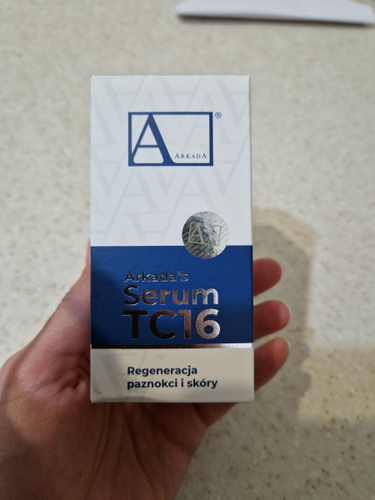 A
®
ARKADA
Arkada's
Serum
TC16
Regeneracja
paznokci i skóry